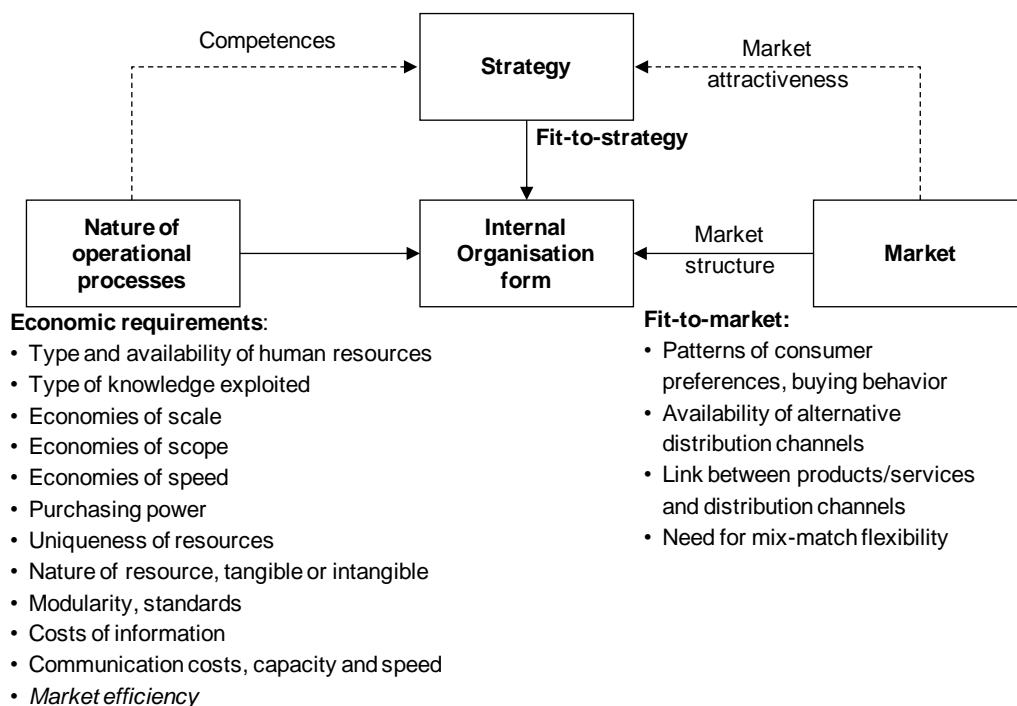 Competences
Strategy
Market
attractiveness
Fit-to-strategy
Nature of
operational
processes
Internal
Organisation
form
Market
structure
Market
Economic requirements:
• Type and availability of human resources
• Type of knowledge exploited
• Economies of scale
• Economies of scope
• Economies of speed
• Purchasing power
• Uniqueness of resources
• Nature of resource, tangible or intangible
• Modularity, standards
• Costs of information
• Communication costs, capacity and speed
• Market efficiency
Fit-to-market:
• Patterns of consumer
preferences, buying behavior
• Availability of alternative
distribution channels
• Link between products/services
and distribution channels
• Need for mix-match flexibility